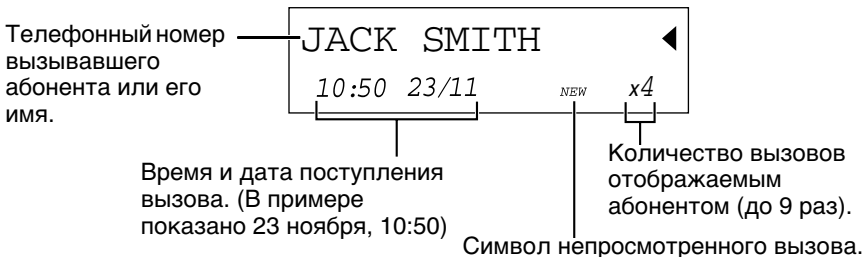 Телефонный номер
вызывавшего
абонента или его
имя.
JACK SMITH
10:50 23/11 NEW x4
Время и дата поступления
вызова. (В примере
показано 23 ноября, 10:50)
Количество вызовов
отображаемым
абонентом (до 9 раз).
Символ непросмотренного вызова.